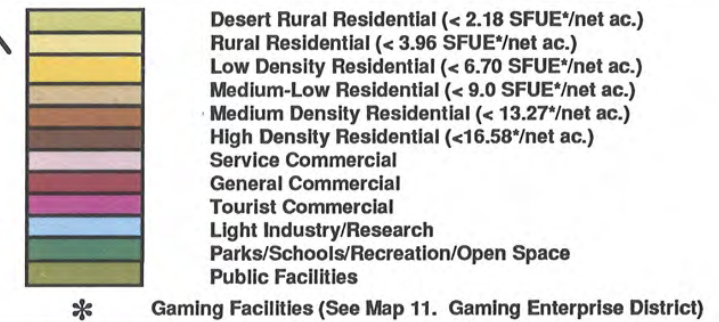 Desert Rural Residential (< 2.18 SFUE*/net ac.)
Rural Residential (< 3.96 SFUE*/net ac.)
Low Density Residential (< 6.70 SFUE*/net ac.)
Medium-Low Residential (< 9.0 SFUE*/net ac.)
Medium Density Residential (< 13.27*/net ac.)
High Density Residential (<16.58*/net ac.)
Service Commercial
General Commercial
Tourist Commercial
Light Industry/Research
Parks/Schools/Recreation/Open Space
Public Facilities
* Gaming Facilities (See Map 11. Gaming Enterprise District)